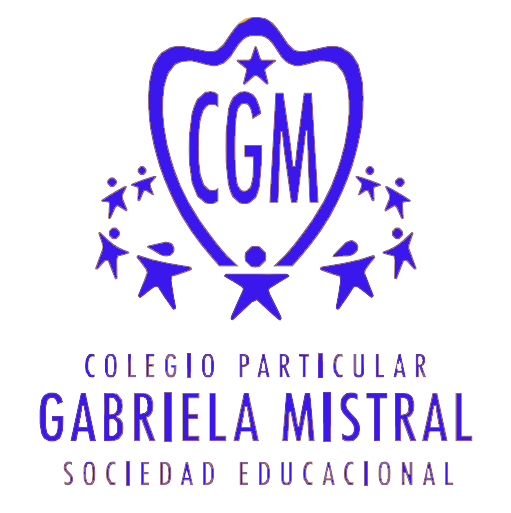 CGM
COLEGIO PARTICULAR
GABRIELA MISTRAL
SOCIEDAD EDUCACIONAL